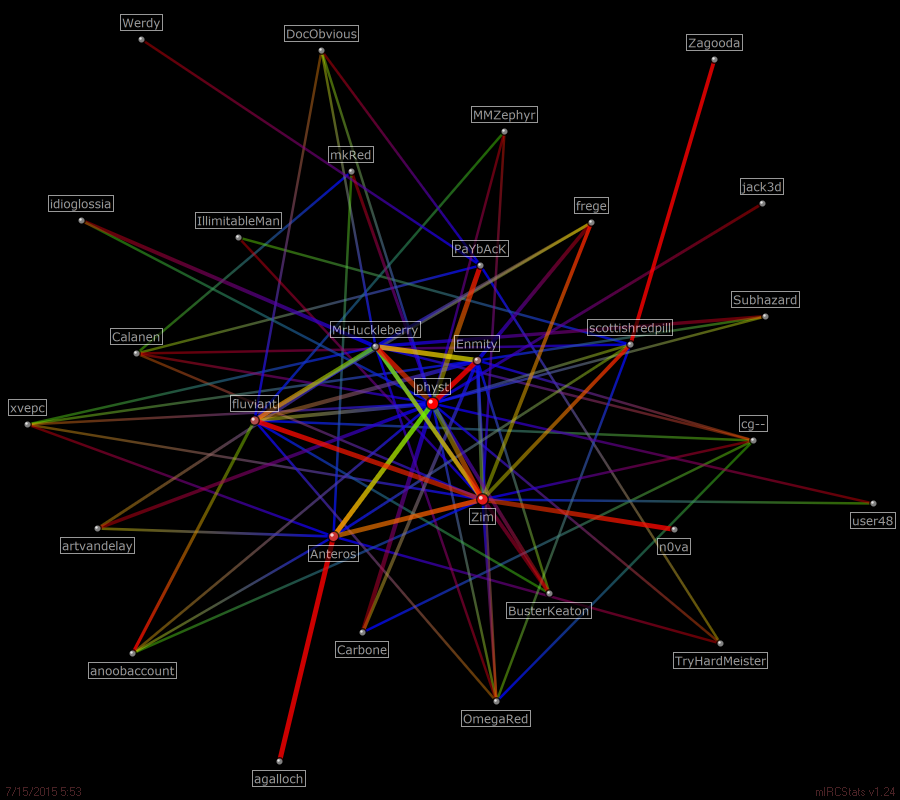 Werdy
DocObvious
Zagooda
MMZephyr
mkRed
jack3d
idioglossia
IllimitableMan
frege
PaYbAcK
Subhazard
Calanen
MrHuckleberry
Enmity
scottishredpill
physt
xvepc
fluviant
cg--
Zim
user48
artvandelay
Anteros
n0va
BusterKeaton
Carbone
TryHardMeister
anoobaccount
OmegaRed
agalloch
7/15/2015 5:53
mIRCStats v1.24